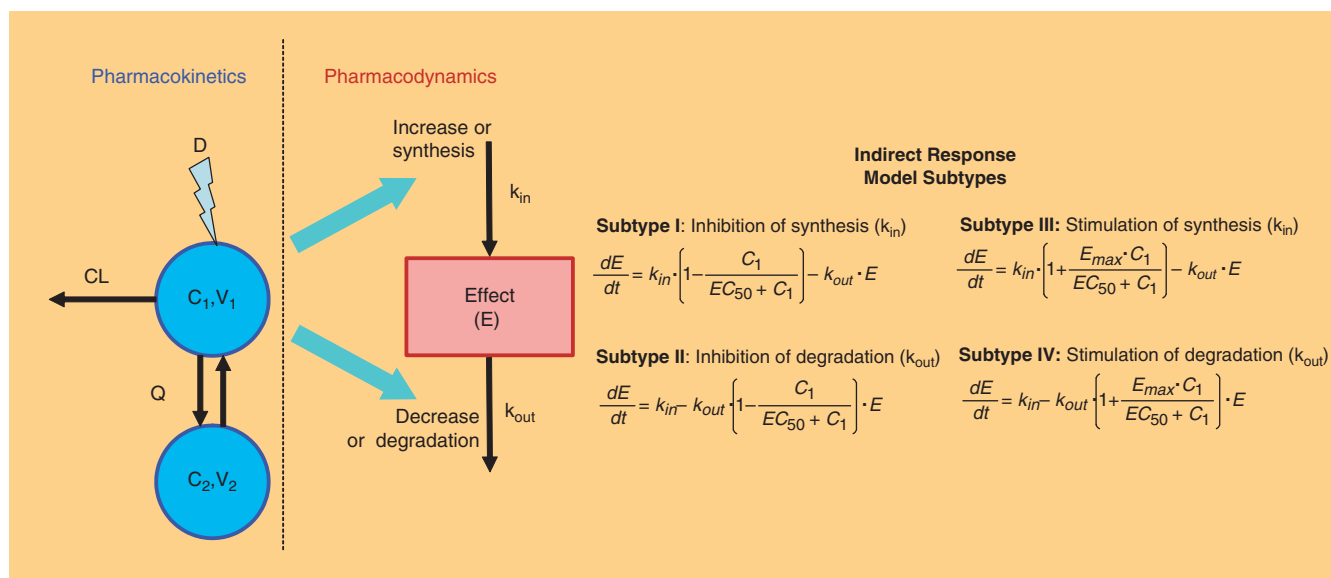 Pharmacokinetics
Pharmacodynamics
D
CL
C₁,V₁
Q
C₂,V₂
Increase or
synthesis
kᵢₙ
Effect
(E)
Decrease
or degradation
kₒᵤₜ
Indirect Response
Model Subtypes
Subtype I: Inhibition of synthesis (kᵢₙ)
dE/dt = kᵢₙ·(1−C₁/(EC₅₀ + C₁))− kₒᵤₜ·E
Subtype II: Inhibition of degradation (kₒᵤₜ)
dE/dt = kᵢₙ− kₒᵤₜ·(1−C₁/(EC₅₀ + C₁))·E
Subtype III: Stimulation of synthesis (kᵢₙ)
dE/dt = kᵢₙ·(1+Eₘₐₓ·C₁/(EC₅₀ + C₁))− kₒᵤₜ·E
Subtype IV: Stimulation of degradation (kₒᵤₜ)
dE/dt = kᵢₙ− kₒᵤₜ·(1+Eₘₐₓ·C₁/(EC₅₀ + C₁))·E